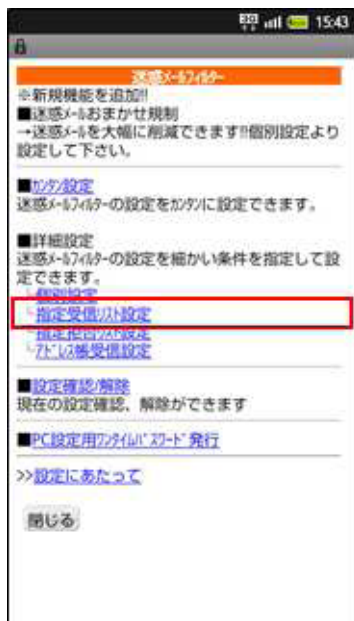 3G 15:43
迷惑ﾒｰﾙﾌｨﾙﾀｰ
※新規機能を追加!!
■迷惑ﾒｰﾙおまかせ規制
→迷惑ﾒｰﾙを大幅に削減できます!!個別設定より
設定して下さい。
■ｶﾝﾀﾝ設定
迷惑ﾒｰﾙﾌｨﾙﾀｰの設定をｶﾝﾀﾝに設定できます。
■詳細設定
迷惑ﾒｰﾙﾌｨﾙﾀｰの設定を細かい条件を指定して設
定できます。
└個別設定
└指定受信ﾘｽﾄ設定
└指定拒否ﾘｽﾄ設定
└ｱﾄﾞﾚｽ帳受信設定
■設定確認/解除
現在の設定確認、解除ができます
■PC設定用ﾜﾝﾀｲﾑﾊﾟｽﾜｰﾄﾞ発行
>>設定にあたって
閉じる